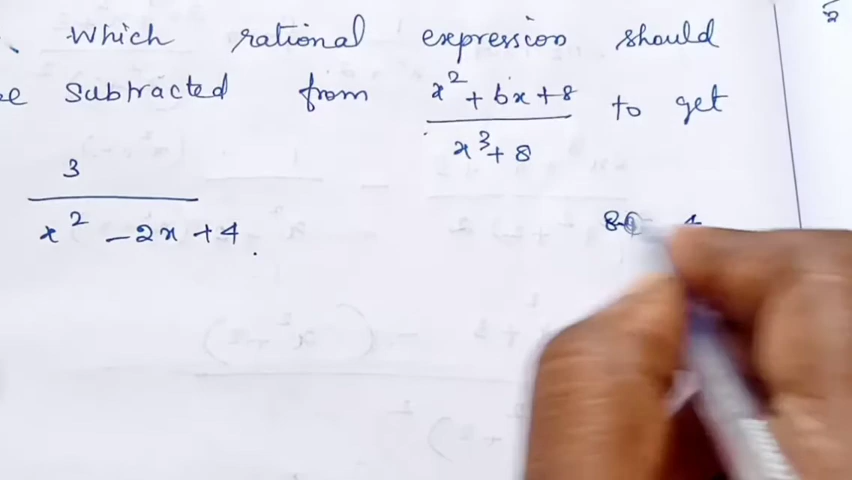 Which rational expression should
subtracted from x² + 6x + 8 / x³ + 8 to get
3 / x² - 2x + 4 .